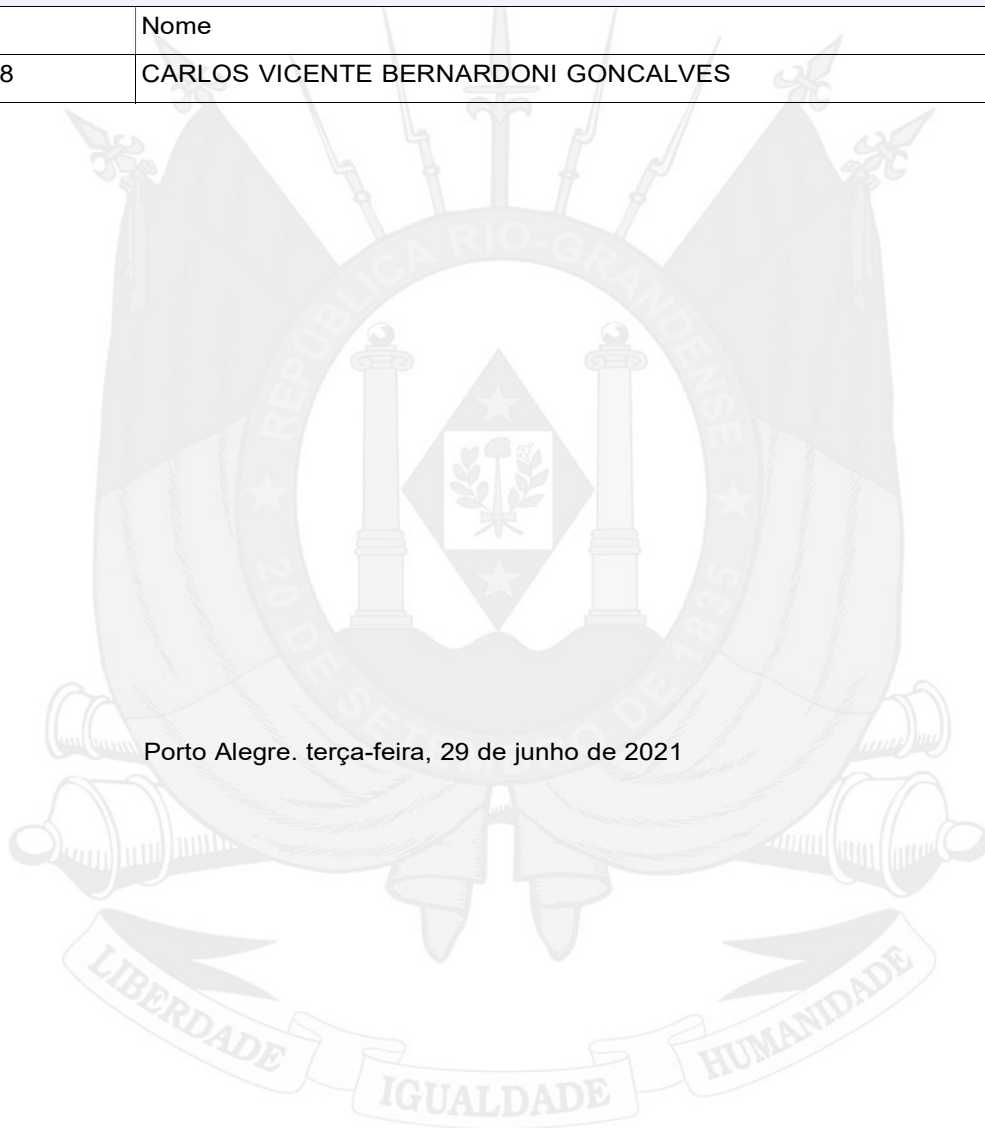 Nome
8 CARLOS VICENTE BERNARDONI GONCALVES
REPÚBLICA RIO-GRANDENSE
20 DE SETEMBRO DE 1835
Porto Alegre. terça-feira, 29 de junho de 2021
LIBERDADE IGUALDADE HUMANIDADE